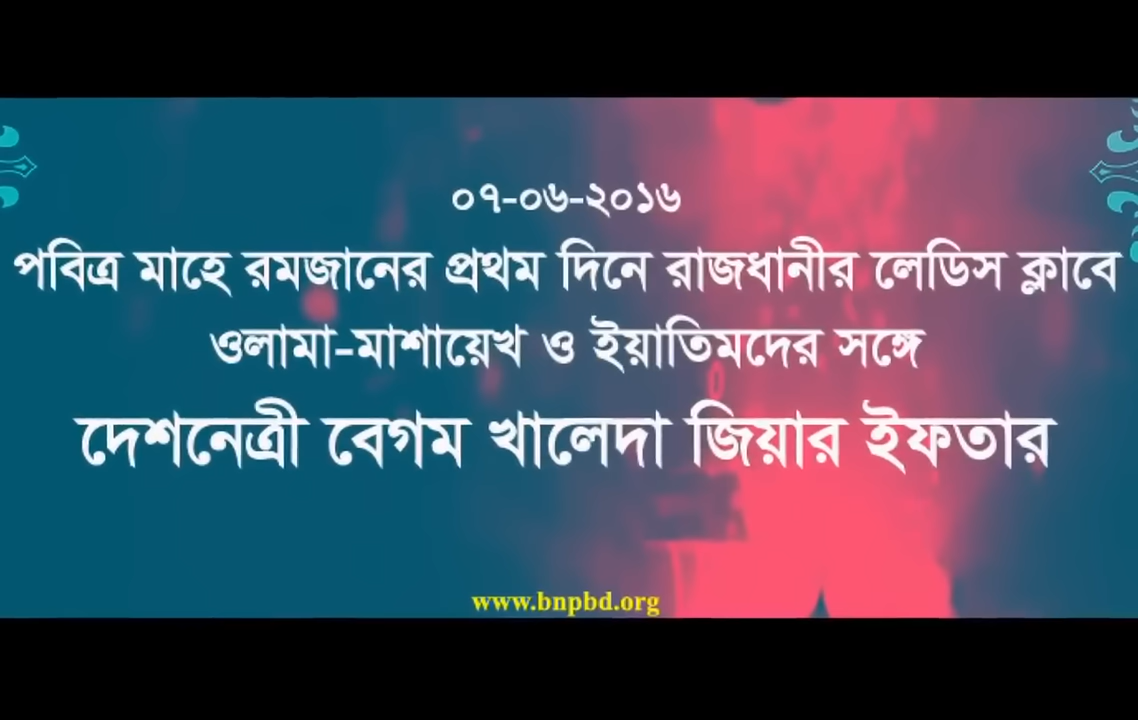 ০৭-০৬-২০১৬
পবিত্র মাহে রমজানের প্রথম দিনে রাজধানীর লেডিস ক্লাবে
ওলামা-মাশায়েখ ও ইয়াতিমদের সঙ্গে
দেশনেত্রী বেগম খালেদা জিয়ার ইফতার
www.bnpbd.org